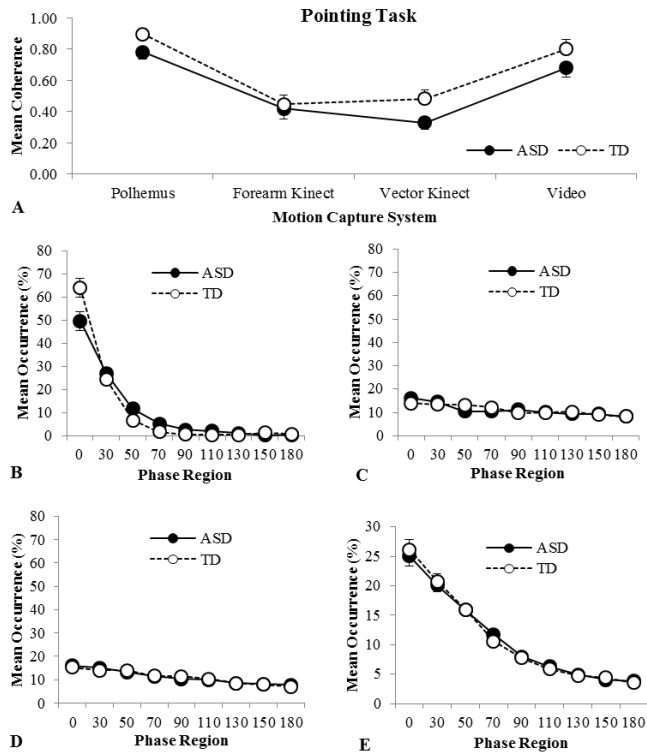 Pointing Task
1.00
0.80
0.60
0.40
0.20
0.00
Mean Coherence
ASD TD
Polhemus Forearm Kinect Vector Kinect Video
A
Motion Capture System
80
70
60
50
40
30
20
10
0
Mean Occurrence (%)
ASD
TD
0 30 50 70 90 110 130 150 180
B
Phase Region
80
70
60
50
40
30
20
10
0
Mean Occurrence (%)
ASD
TD
0 30 50 70 90 110 130 150 180
C
Phase Region
80
70
60
50
40
30
20
10
0
Mean Occurrence (%)
ASD
TD
0 30 50 70 90 110 130 150 180
D
Phase Region
30
25
20
15
10
5
0
Mean Occurrence (%)
ASD
TD
0 30 50 70 90 110 130 150 180
E
Phase Region